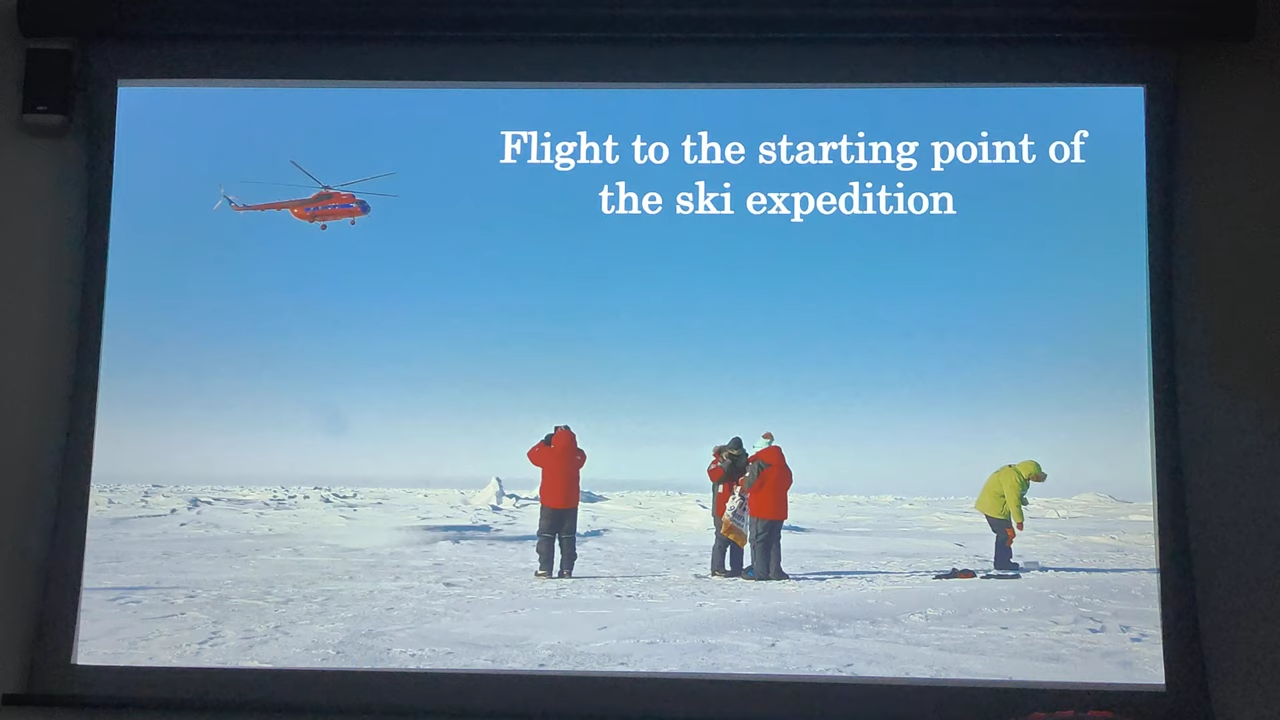 Flight to the starting point of
the ski expedition